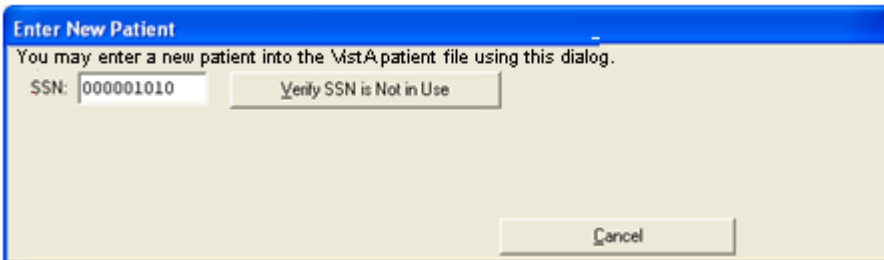 Enter New Patient
You may enter a new patient into the VistA patient file using this dialog.
SSN: 000001010 Verify SSN is Not in Use
Cancel